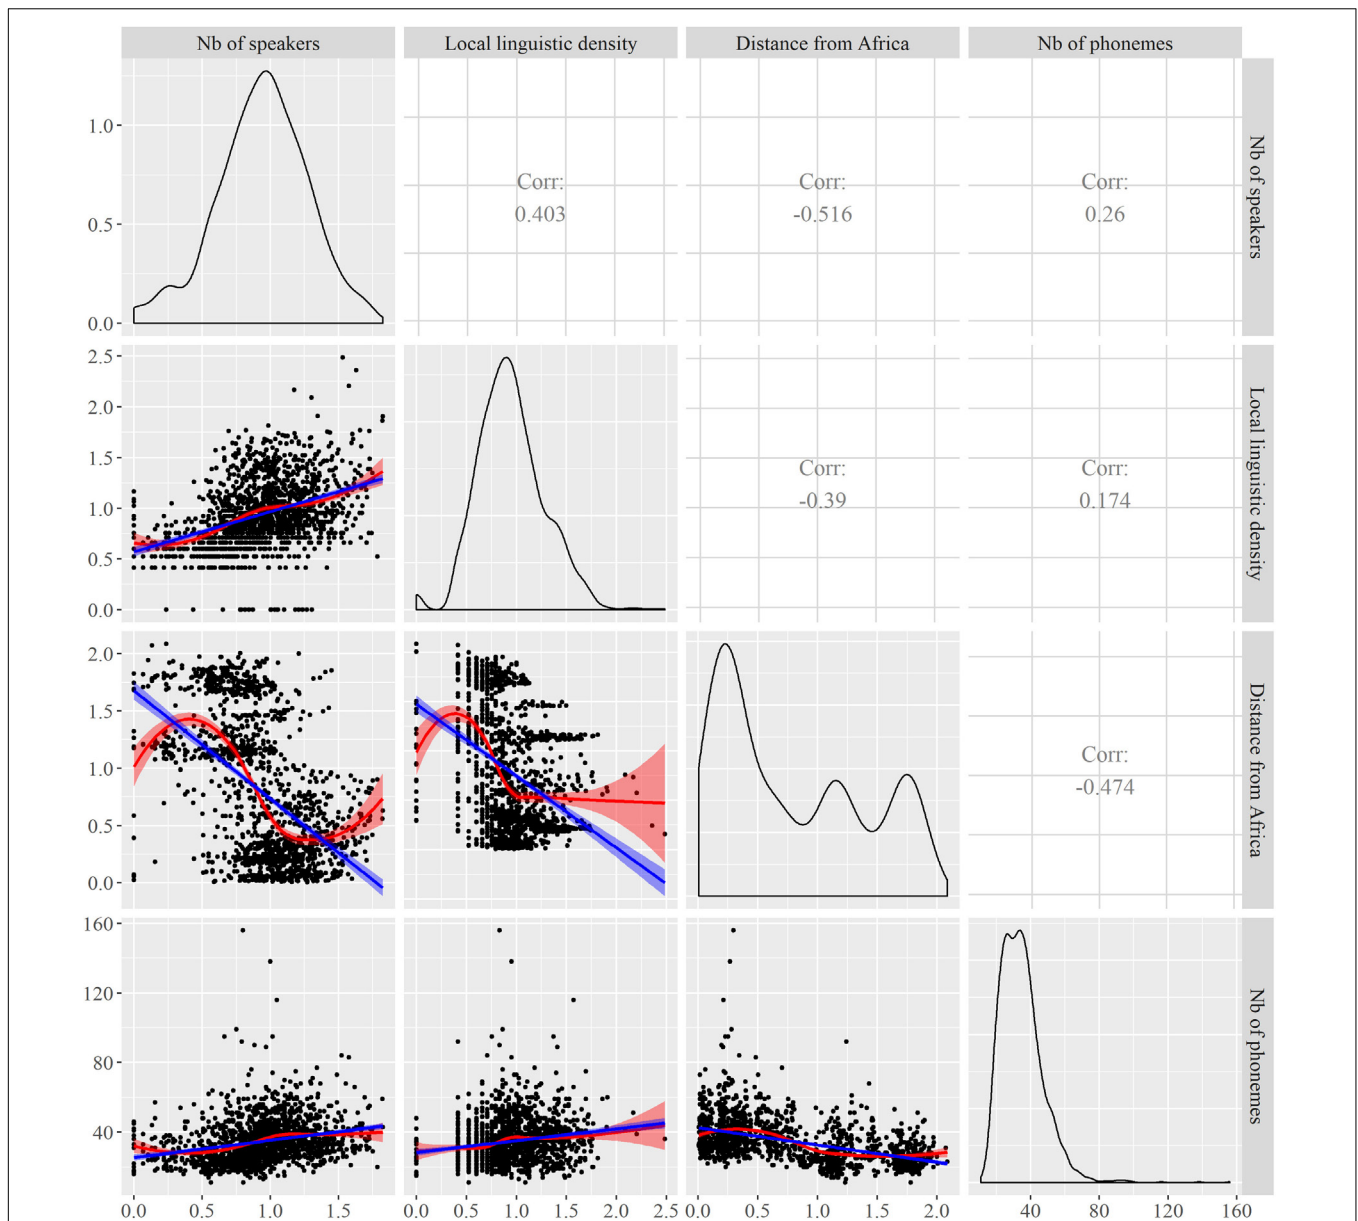 Nb of speakers
Local linguistic density
Distance from Africa
Nb of phonemes
1.0
0.5
0.0
Corr:
0.403
Corr:
-0.516
Corr:
0.26
Nb of speakers
2.5
2.0
1.5
1.0
0.5
0.0
Corr:
-0.39
Corr:
0.174
Local linguistic density
2.0
1.5
1.0
0.5
0.0
Corr:
-0.474
Distance from Africa
160
120
80
40
Nb of phonemes
0.0 0.5 1.0 1.5
0.0 0.5 1.0 1.5 2.0 2.5
0.0 0.5 1.0 1.5 2.0
40 80 120 160